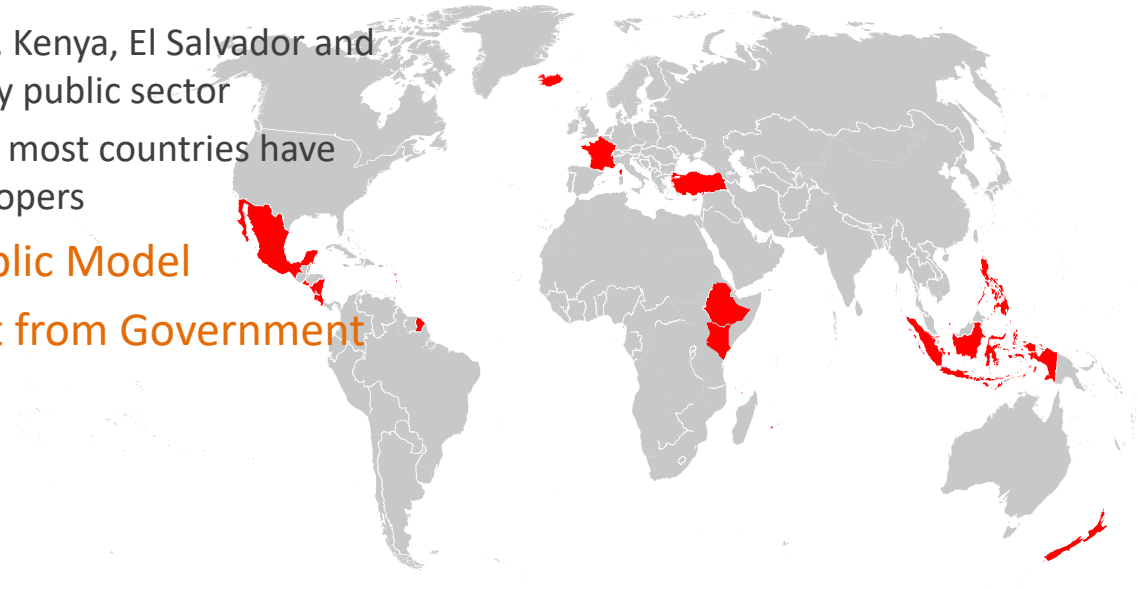 . Kenya, El Salvador and
y public sector
most countries have
opers
blic Model
t from Government